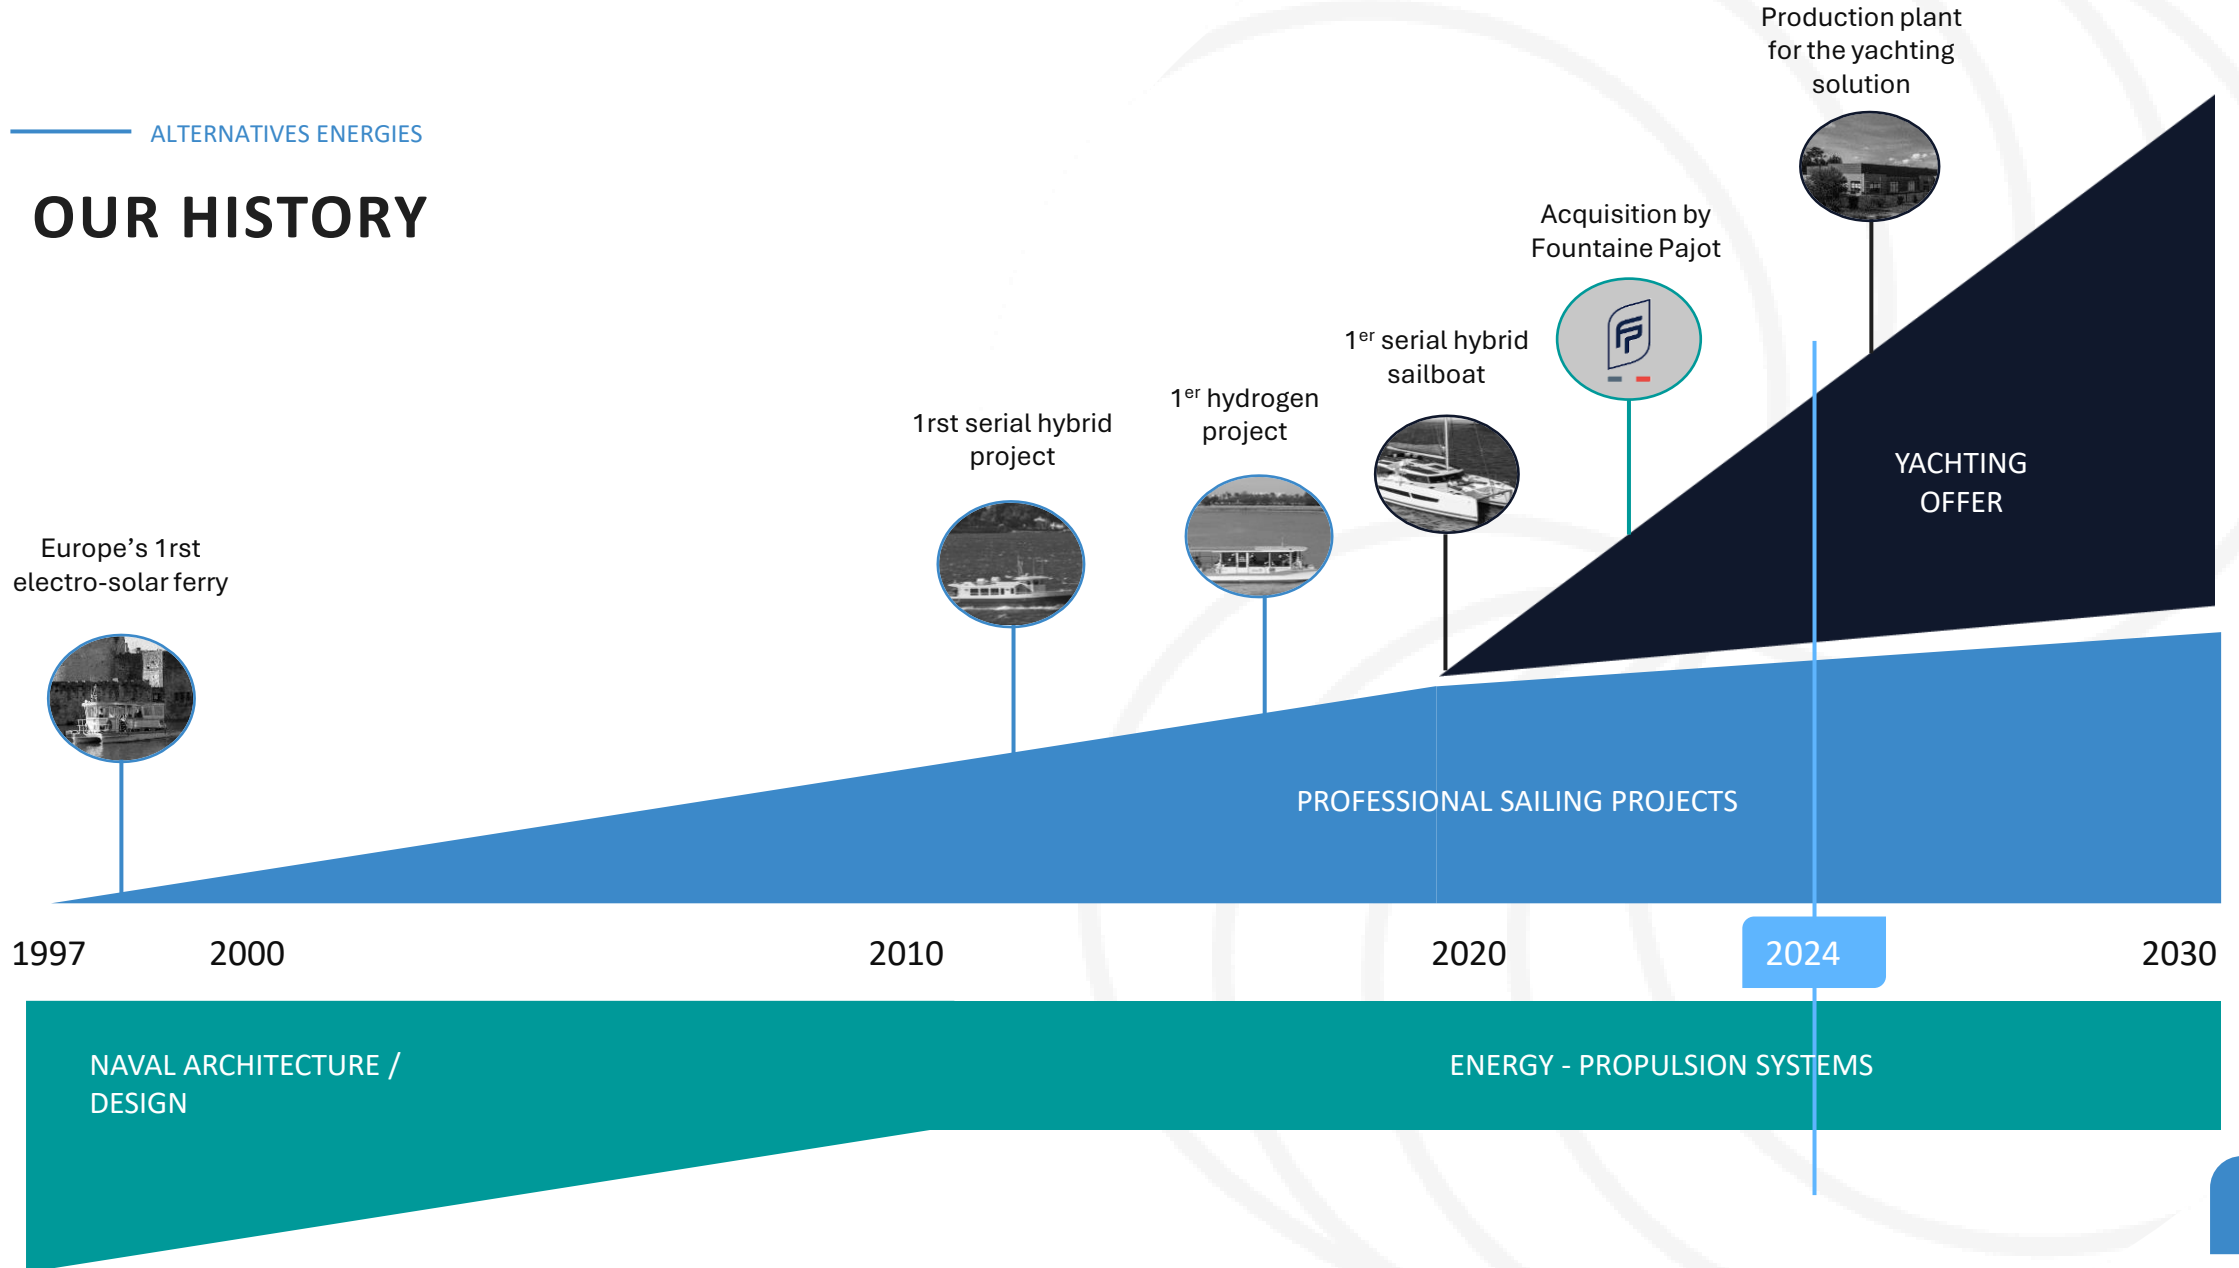 ALTERNATIVES ENERGIES
OUR HISTORY
Production plant
for the yachting
solution
Acquisition by
Fountaine Pajot
1er serial hybrid
sailboat
1er hydrogen
project
1rst serial hybrid
project
Europe’s 1rst
electro-solar ferry
YACHTING
OFFER
PROFESSIONAL SAILING PROJECTS
1997 2000 2010 2020 2024 2030
NAVAL ARCHITECTURE /
DESIGN
ENERGY - PROPULSION SYSTEMS